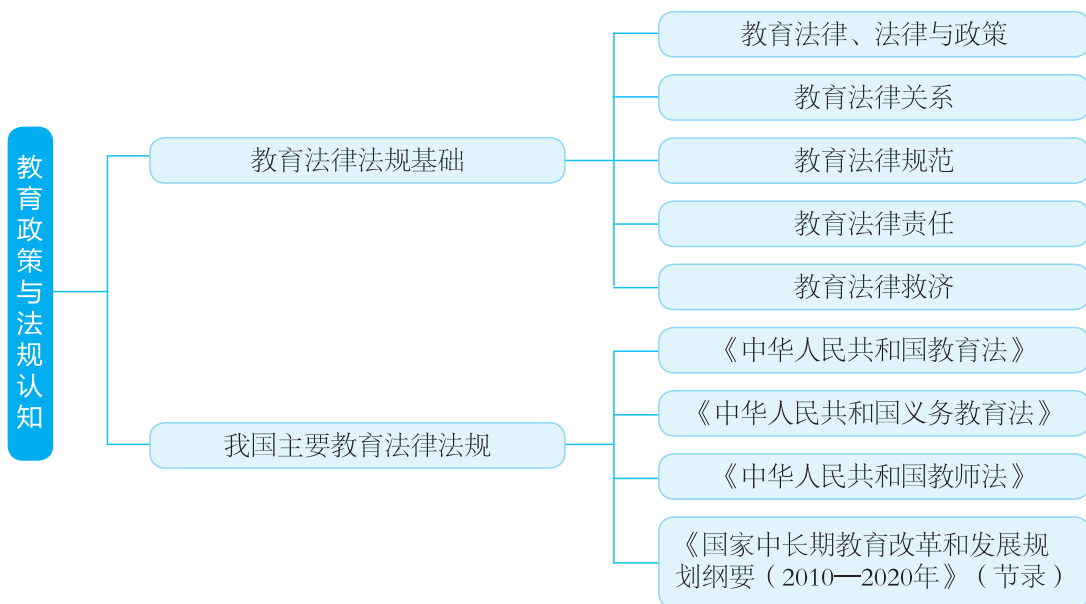 教育政策与法规认知
教育法律法规基础
教育法律、法律与政策
教育法律关系
教育法律规范
教育法律责任
教育法律救济
我国主要教育法律法规
《中华人民共和国教育法》
《中华人民共和国义务教育法》
《中华人民共和国教师法》
《国家中长期教育改革和发展规
划纲要（2010—2020年》（节录）